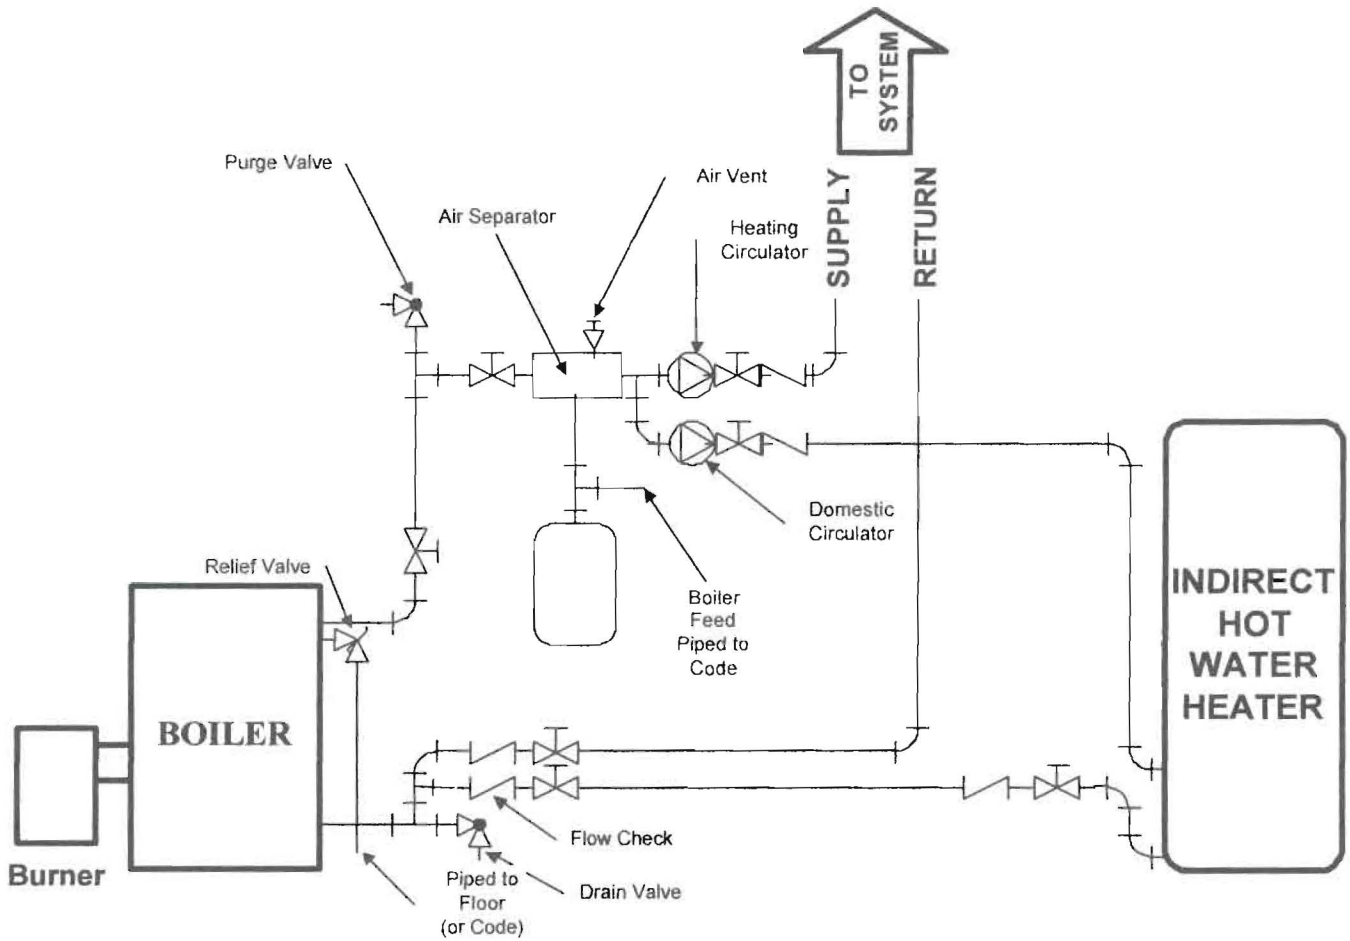 TO
SYSTEM
SUPPLY
RETURN
Purge Valve
Air Vent
Air Separator
Heating
Circulator
Domestic
Circulator
Relief Valve
Boiler
Feed
Piped to
Code
INDIRECT
HOT
WATER
HEATER
BOILER
Burner
Flow Check
Piped to
Floor
(or Code)
Drain Valve